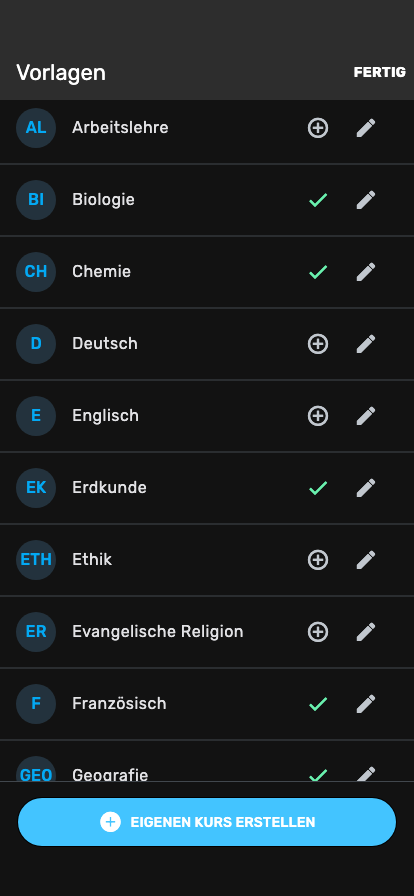 Vorlagen
FERTIG
AL Arbeitslehre
BI Biologie
CH Chemie
D Deutsch
E Englisch
EK Erdkunde
ETH Ethik
ER Evangelische Religion
F Französisch
GEO Geografie
EIGENEN KURS ERSTELLEN